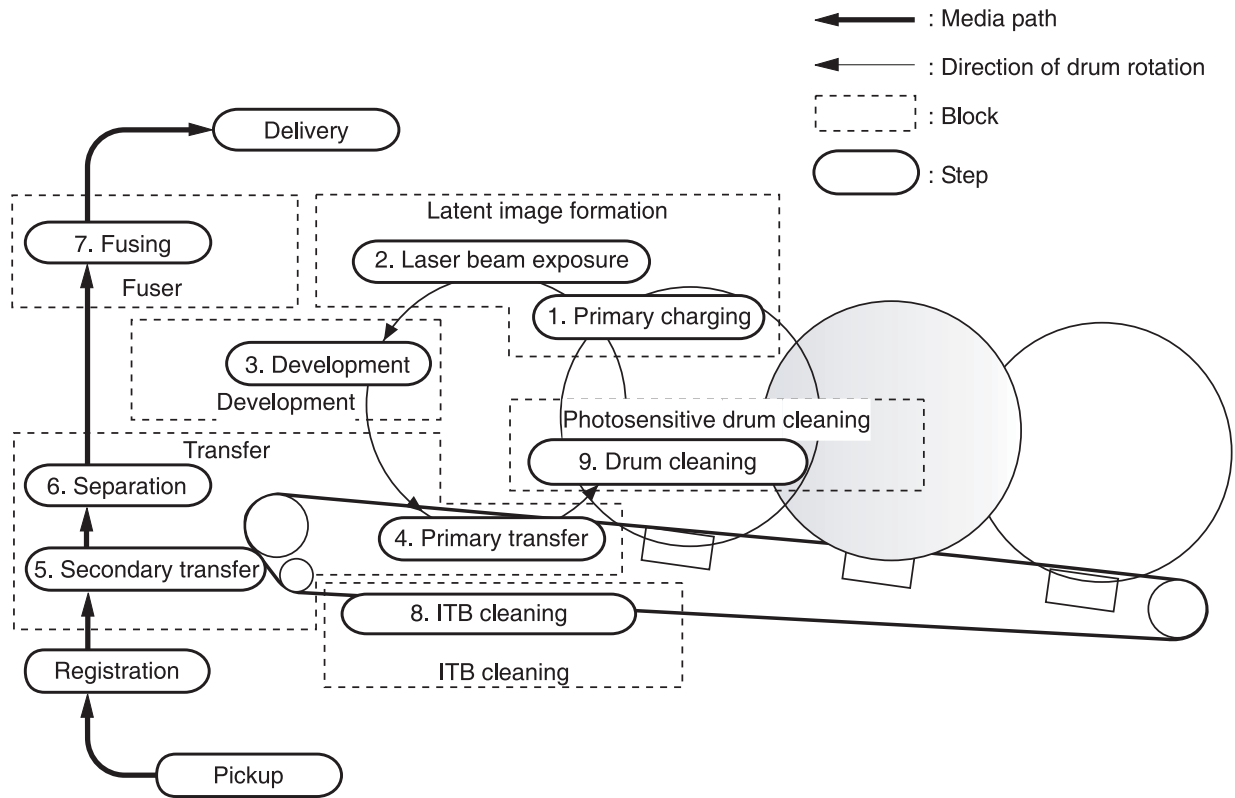 : Media path
: Direction of drum rotation
: Block
: Step
Delivery
Latent image formation
7. Fusing
Fuser
2. Laser beam exposure
1. Primary charging
3. Development
Development
Photosensitive drum cleaning
9. Drum cleaning
Transfer
6. Separation
4. Primary transfer
5. Secondary transfer
8. ITB cleaning
ITB cleaning
Registration
Pickup